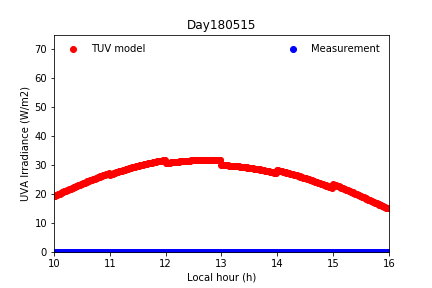 Day180515
TUV model
Measurement
UVA Irradiance (W/m2)
70
60
50
40
30
20
10
0
10 11 12 13 14 15 16
Local hour (h)